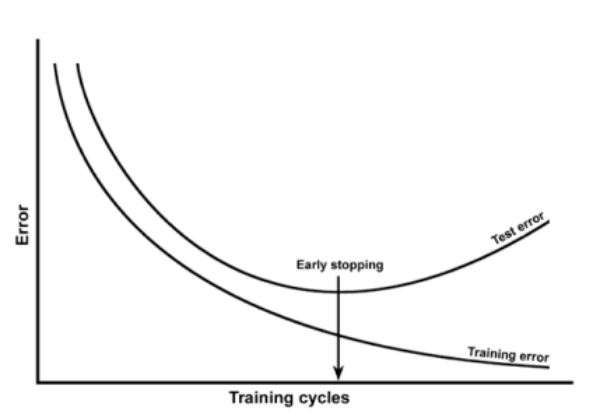 Error
Test error
Early stopping
Training error
Training cycles